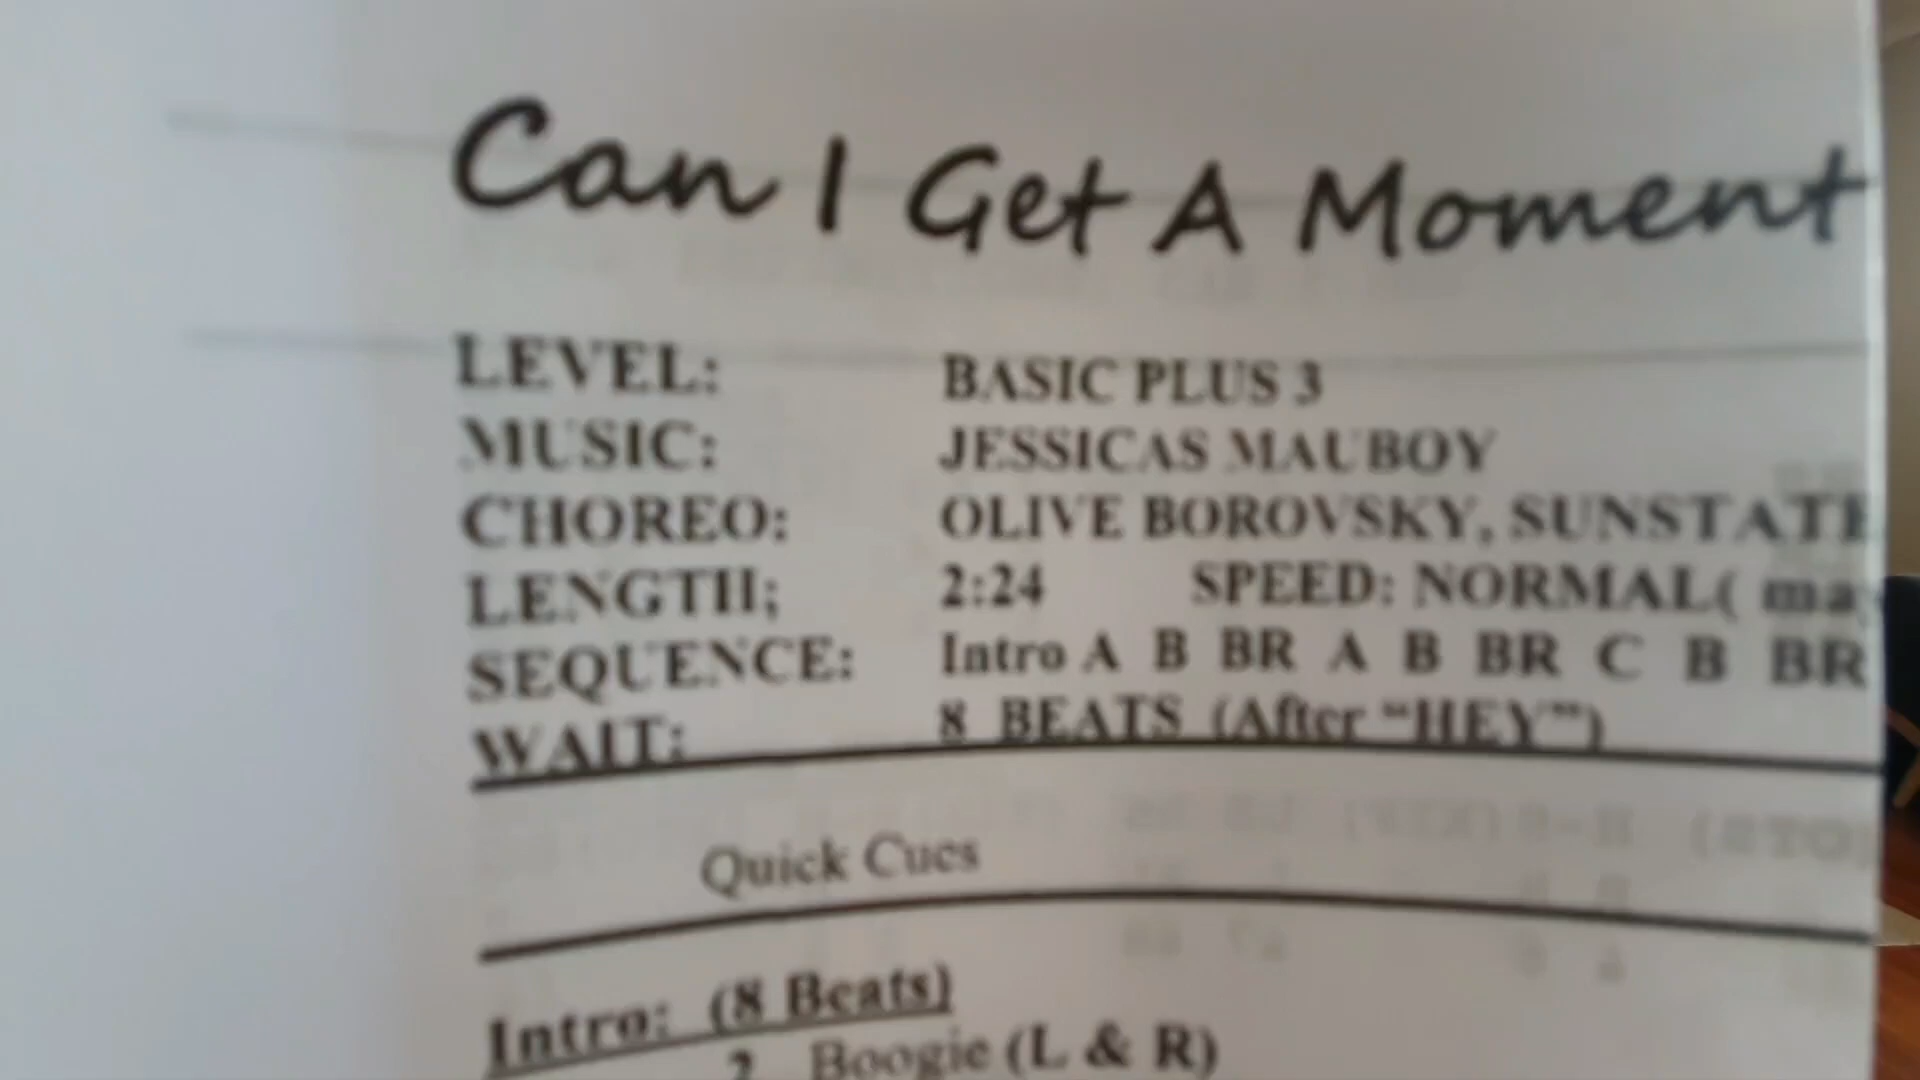 Can I Get A Moment
LEVEL: BASIC PLUS 3
MUSIC: JESSICAS MAUBOY
CHOREO: OLIVE BOROVSKY, SUNSTATE
LENGTH; 2:24 SPEED: NORMAL( may
SEQUENCE: Intro A B BR A B BR C B BR
WAIT: 8 BEATS (After “HEY”)
Quick Cues
Intro: (8 Beats)
2 Boogie (L & R)